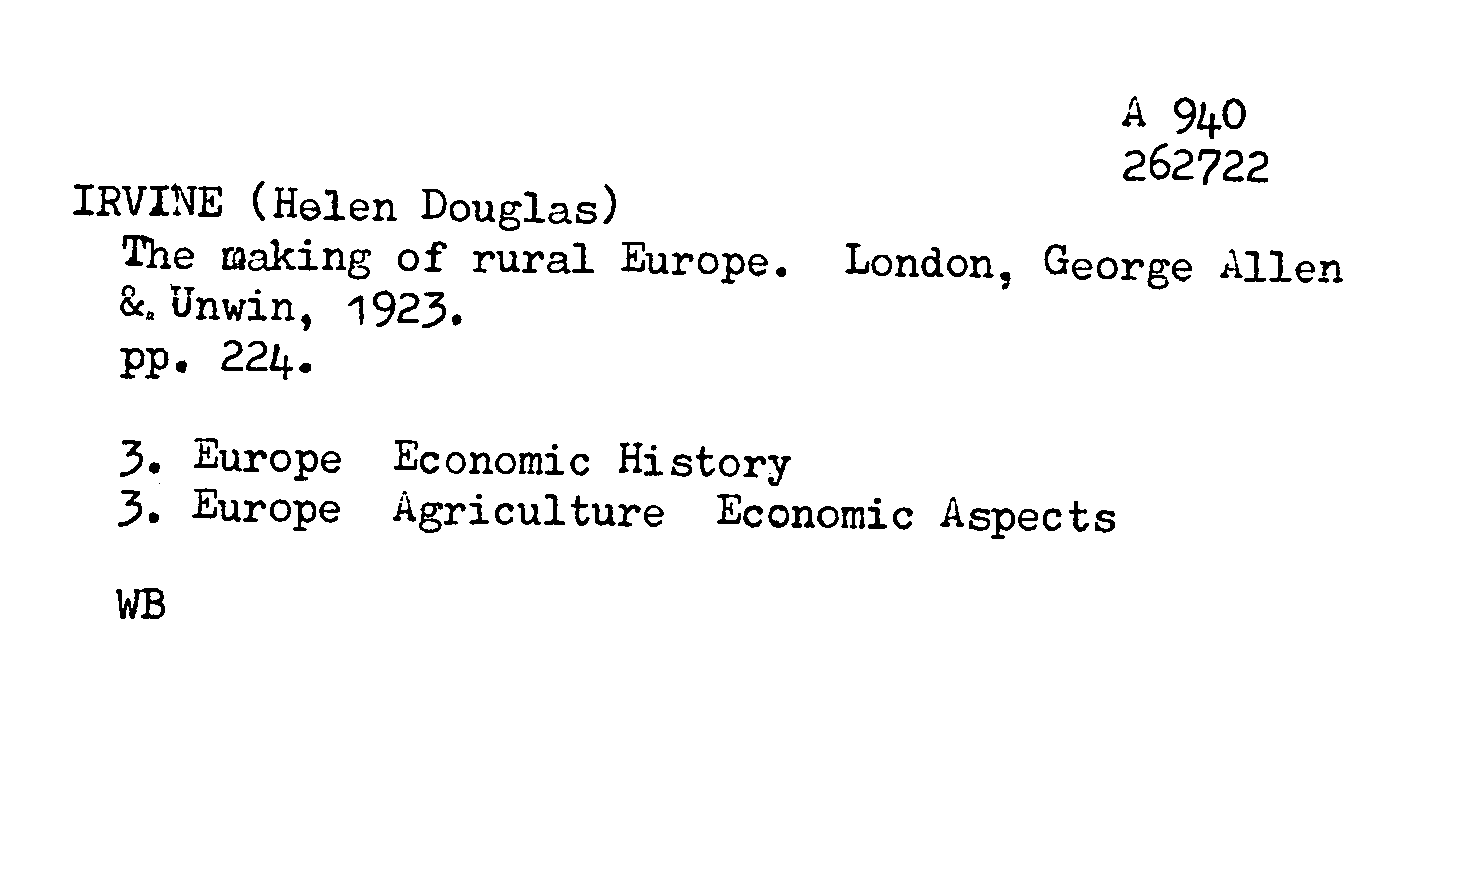 A 940
262722
IRVINE (Helen Douglas)
The making of rural Europe. London, George Allen
&. Unwin, 1923.
pp. 224.
3. Europe Economic History
3. Europe Agriculture Economic Aspects
WB